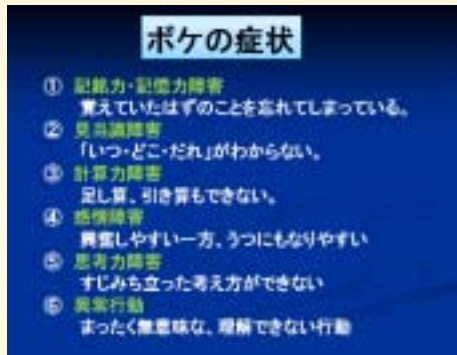 ボケの症状
① 記銘力・記憶力障害
覚えていたはずのことを忘れてしまっている。
② 見当識障害
「いつ・どこ・だれ」がわからない。
③ 計算力障害
足し算、引き算もできない。
④ 感情障害
興奮しやすい一方、うつにもなりやすい
⑤ 思考力障害
すじみち立った考え方ができない
⑥ 異常行動
まったく無意味な、理解できない行動